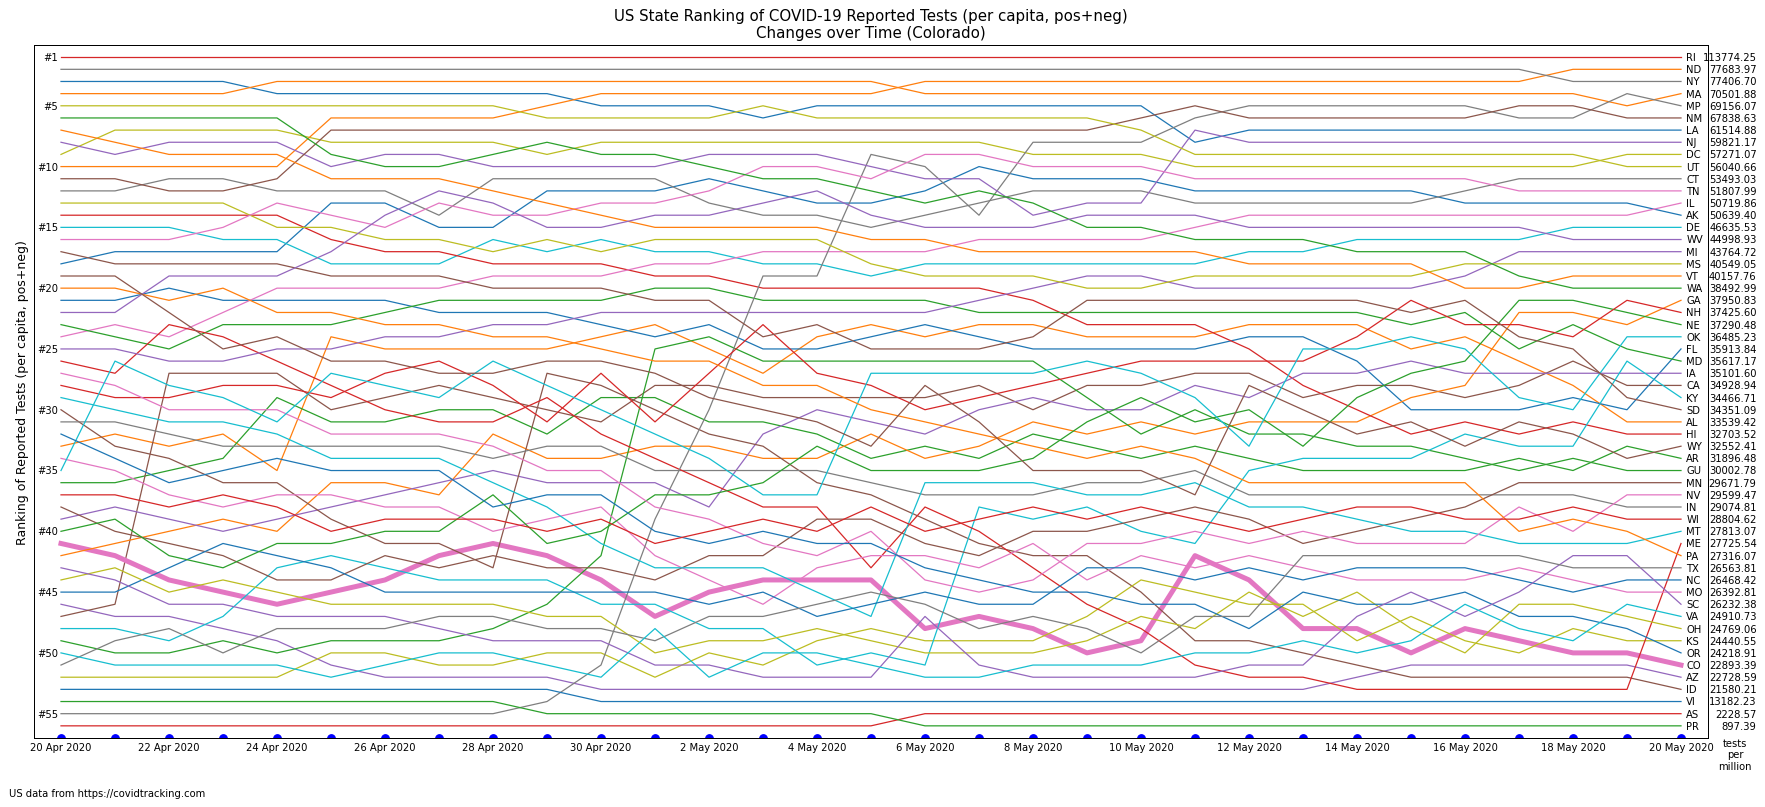 US State Ranking of COVID-19 Reported Tests (per capita, pos+neg)
Changes over Time (Colorado)
Ranking of Reported Tests (per capita, pos+neg)
#1
#5
#10
#15
#20
#25
#30
#35
#40
#45
#50
#55
RI 113774.25
ND 77683.97
NY 77406.70
MA 70501.88
MP 69156.07
NM 67838.63
LA 61514.88
NJ 59821.17
DC 57271.07
UT 56040.66
CT 53493.03
TN 51807.99
IL 50719.86
AK 50639.40
DE 46635.53
WV 44998.93
MI 43764.72
MS 40549.05
VT 40157.76
WA 38492.99
GA 37950.83
NH 37425.60
NE 37290.48
OK 36485.23
FL 35913.84
MD 35617.17
IA 35101.60
CA 34928.94
KY 34466.71
SD 34351.09
AL 33539.42
HI 32703.52
WY 32552.41
AR 31896.48
GU 30002.78
MN 29671.79
NV 29599.47
IN 29074.81
WI 28804.62
MT 27813.07
ME 27725.54
PA 27316.07
TX 26563.81
NC 26468.42
MO 26392.81
SC 26232.38
VA 24910.73
OH 24769.06
KS 24440.55
OR 24218.91
CO 22893.39
AZ 22728.59
ID 21580.21
VI 13182.23
AS 2228.57
PR 897.39
20 Apr 2020
22 Apr 2020
24 Apr 2020
26 Apr 2020
28 Apr 2020
30 Apr 2020
2 May 2020
4 May 2020
6 May 2020
8 May 2020
10 May 2020
12 May 2020
14 May 2020
16 May 2020
18 May 2020
20 May 2020
tests
per
million
US data from https://covidtracking.com